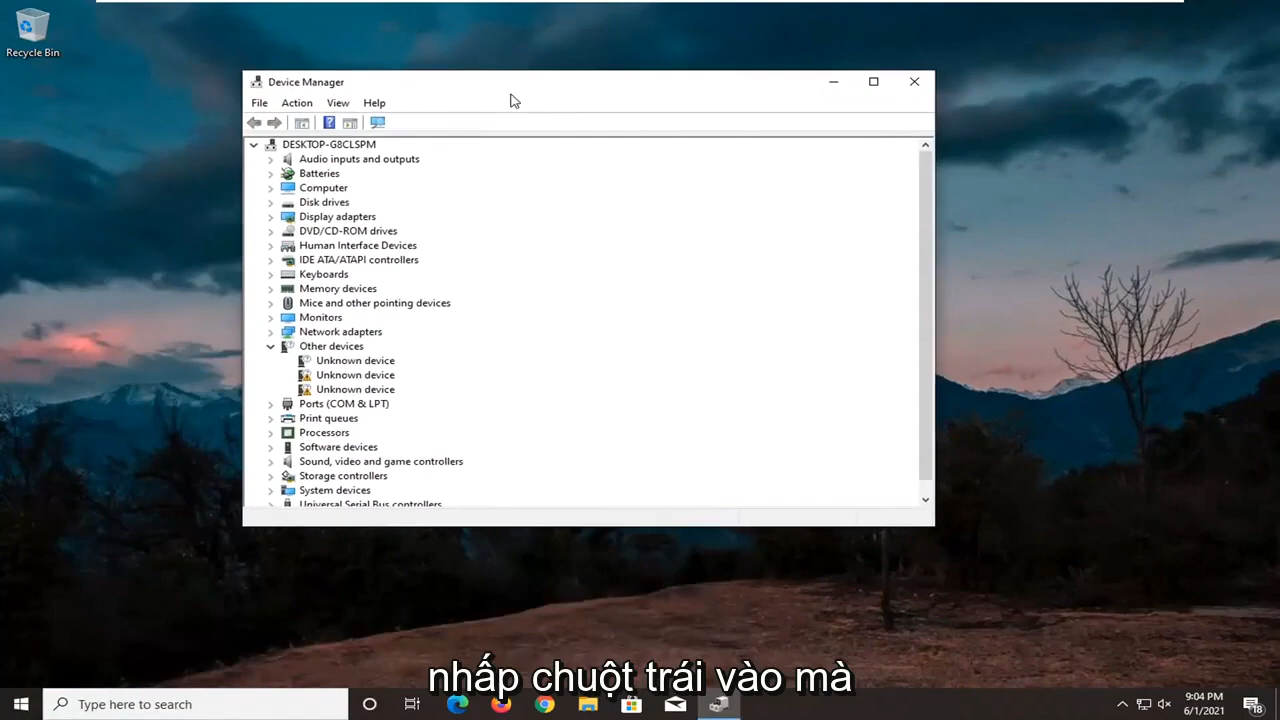 Recycle Bin
Device Manager
File Action View Help
DESKTOP-G8CLSPM
Audio inputs and outputs
Batteries
Computer
Disk drives
Display adapters
DVD/CD-ROM drives
Human Interface Devices
IDE ATA/ATAPI controllers
Keyboards
Memory devices
Mice and other pointing devices
Monitors
Network adapters
Other devices
Unknown device
Unknown device
Unknown device
Ports (COM & LPT)
Print queues
Processors
Software devices
Sound, video and game controllers
Storage controllers
System devices
Universal Serial Bus controllers
nhấp chuột trái vào mà
Type here to search
9:04 PM
6/1/2021
18